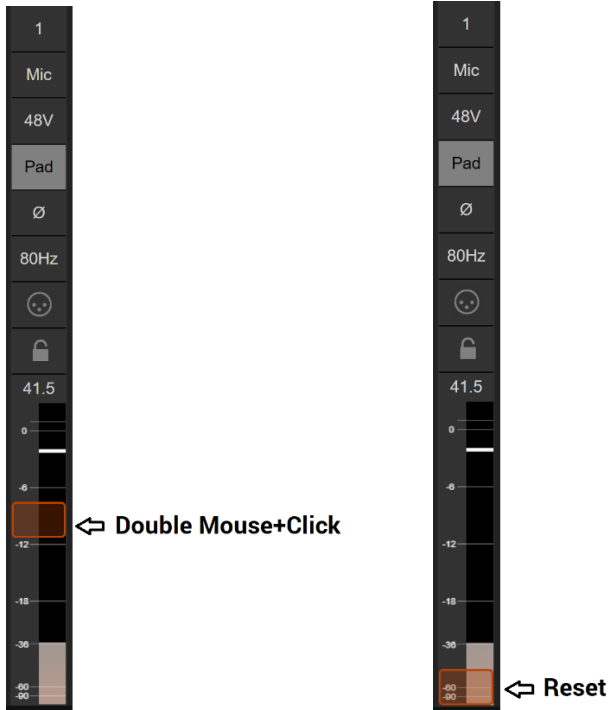 1
Mic
48V
Pad
Ø
80Hz
41.5
0
-6
Double Mouse+Click
-12
-18
-36
-60
-90
1
Mic
48V
Pad
Ø
80Hz
41.5
0
-6
-12
-18
-36
-60
-90
Reset